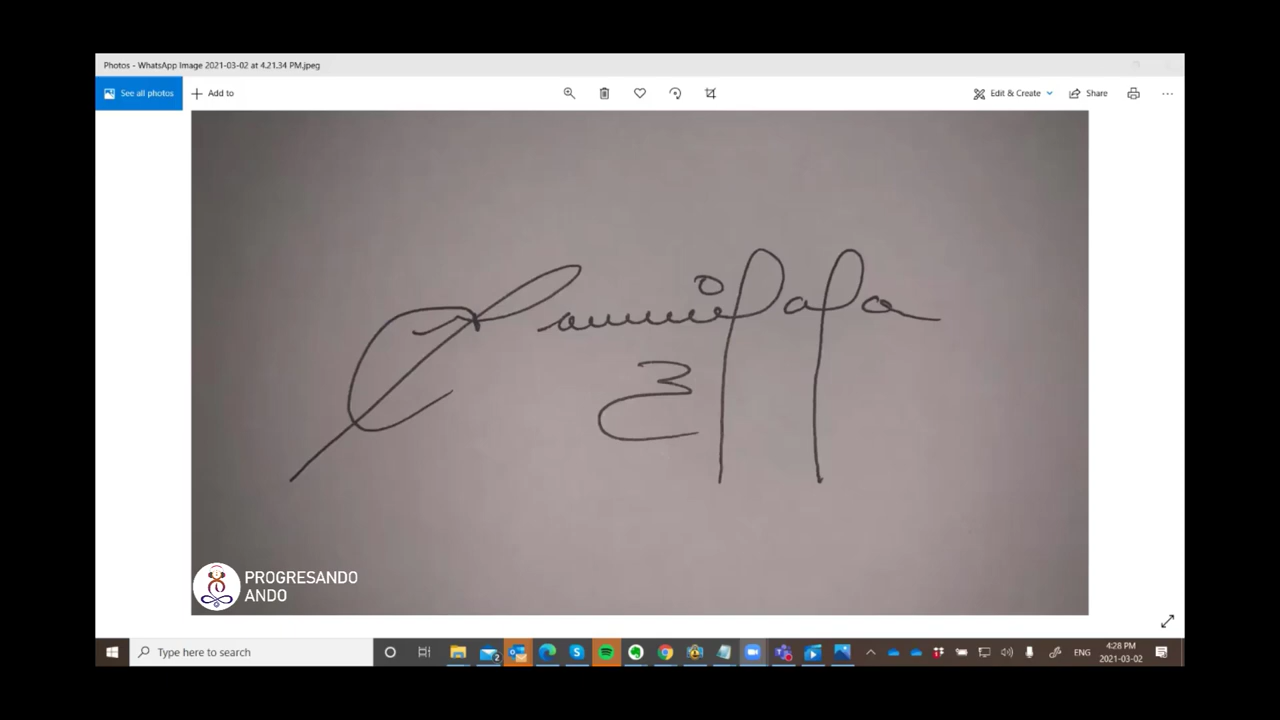 Photos - WhatsApp Image 2021-03-02 at 4.21.34 PM.jpeg
See all photos
Add to
Edit & Create
Share
PROGRESANDO
ANDO
Type here to search
ENG
4:28 PM
2021-03-02